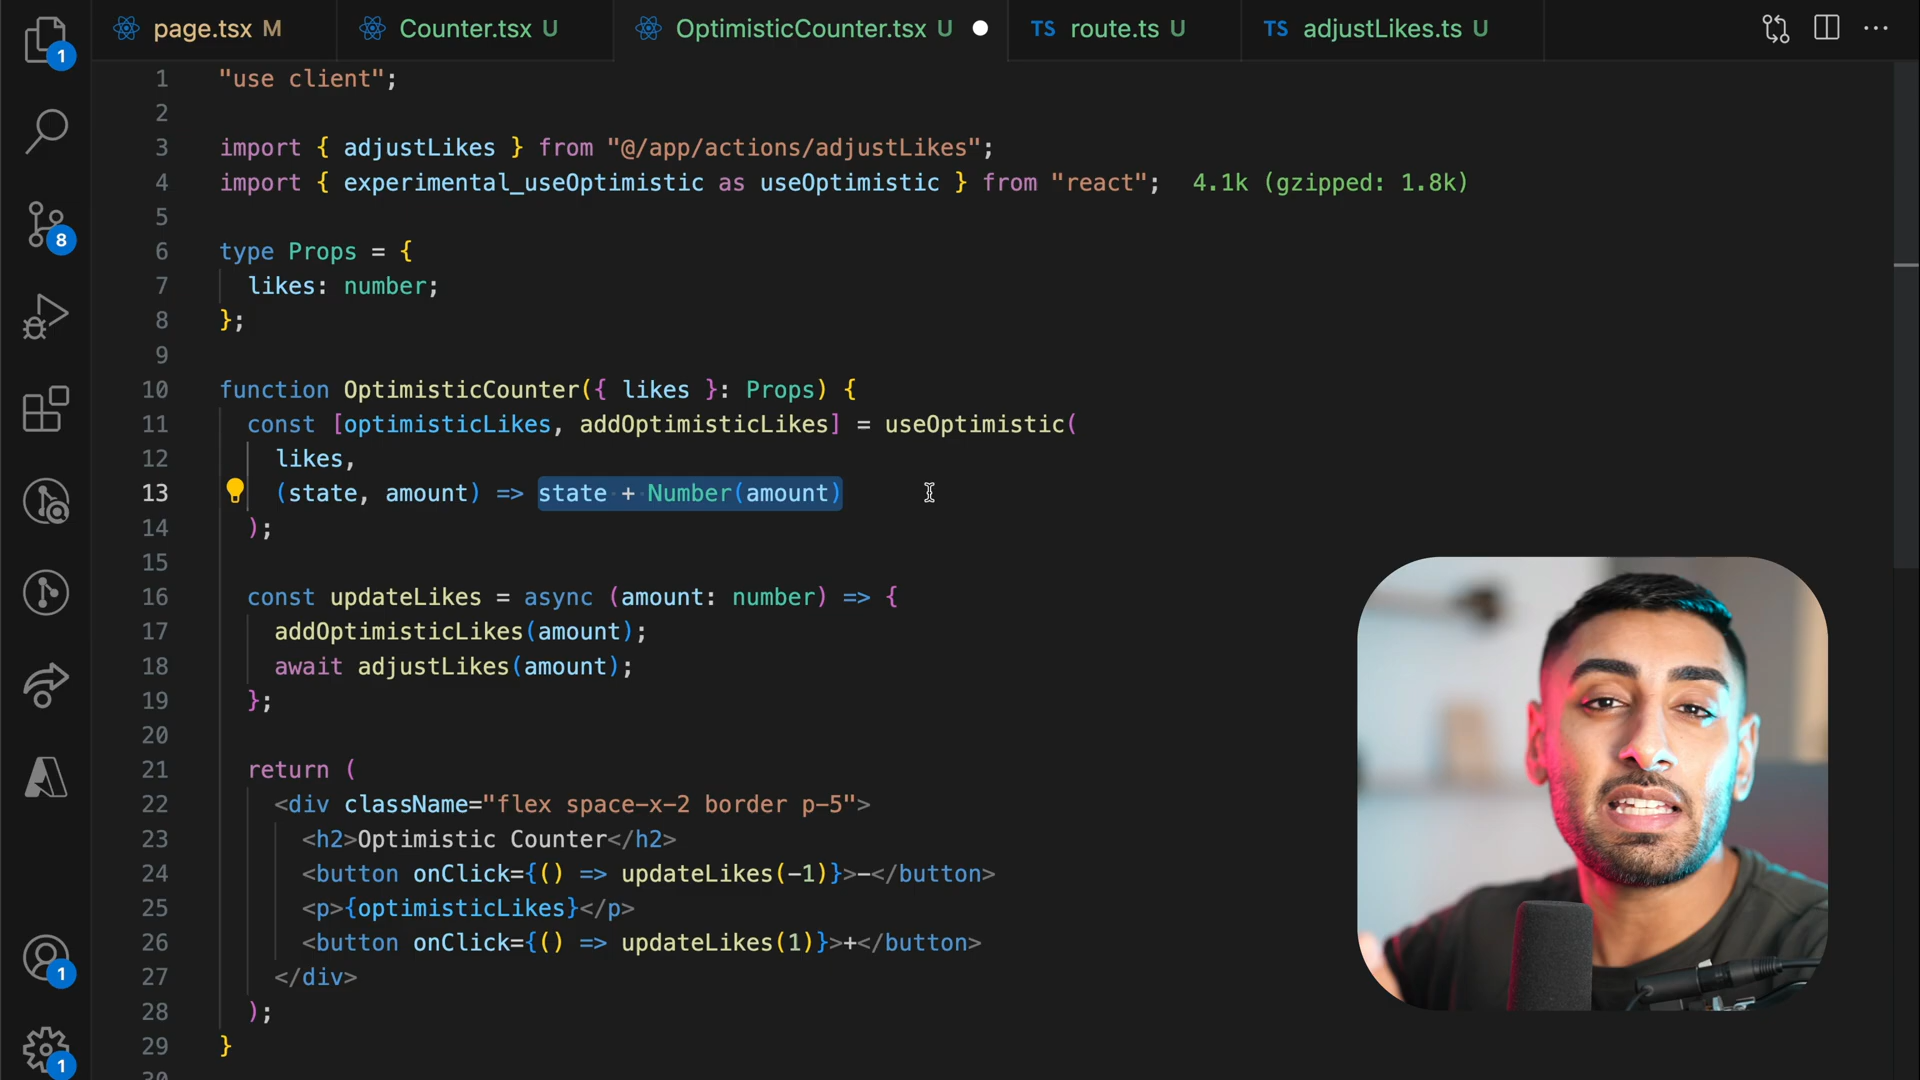 page.tsx M
Counter.tsx U
OptimisticCounter.tsx U
TS route.ts U
TS adjustLikes.ts U
1
8
1
1
1 "use client";
2
3 import { adjustLikes } from "@/app/actions/adjustLikes";
4 import { experimental_useOptimistic as useOptimistic } from "react"; 4.1k (gzipped: 1.8k)
5
6 type Props = {
7 likes: number;
8 };
9
10 function OptimisticCounter({ likes }: Props) {
11 const [optimisticLikes, addOptimisticLikes] = useOptimistic(
12 likes,
13 (state, amount) => state + Number(amount)
14 );
15
16 const updateLikes = async (amount: number) => {
17 addOptimisticLikes(amount);
18 await adjustLikes(amount);
19 };
20
21 return (
22 <div className="flex space-x-2 border p-5">
23 <h2>Optimistic Counter</h2>
24 <button onClick={() => updateLikes(-1)}>-</button>
25 <p>{optimisticLikes}</p>
26 <button onClick={() => updateLikes(1)}>+</button>
27 </div>
28 );
29 }
30